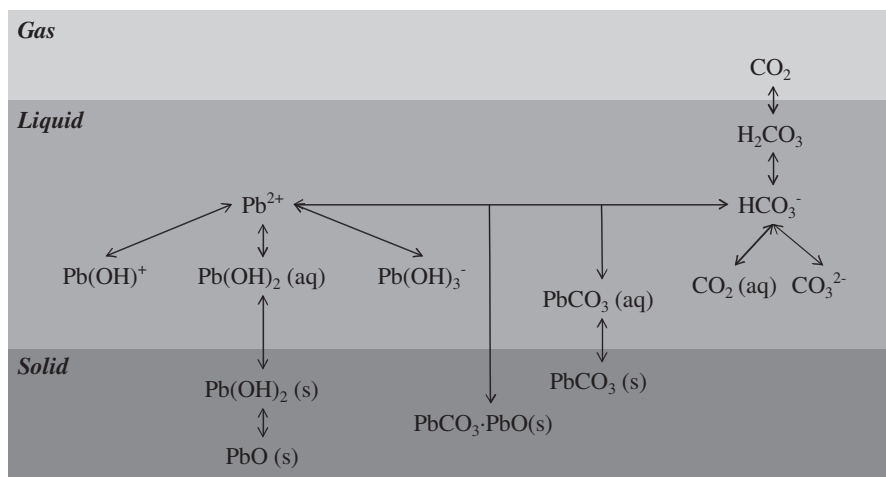 Gas
CO₂
Liquid
H₂CO₃
Pb²⁺
HCO₃⁻
Pb(OH)⁺
Pb(OH)₂ (aq)
Pb(OH)₃⁻
PbCO₃ (aq)
CO₂ (aq)
CO₃²⁻
Solid
Pb(OH)₂ (s)
PbCO₃ (s)
PbCO₃·PbO(s)
PbO (s)